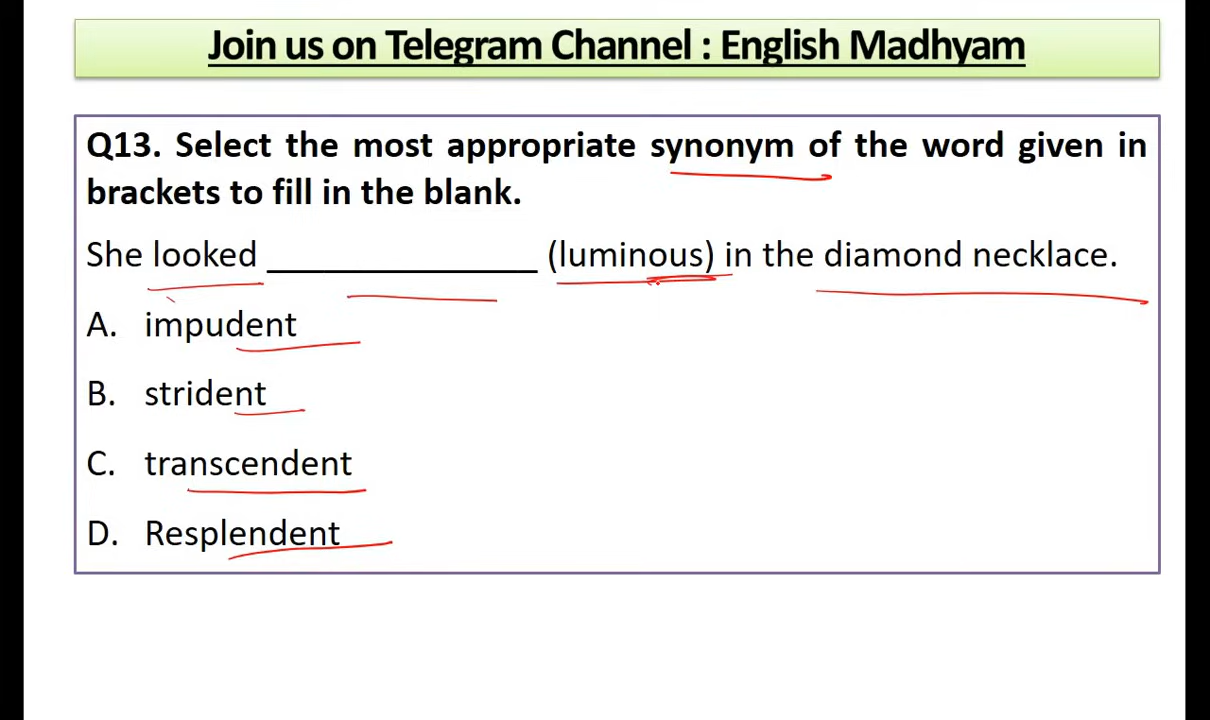 Join us on Telegram Channel : English Madhyam
Q13. Select the most appropriate synonym of the word given in
brackets to fill in the blank.
She looked ______________ (luminous) in the diamond necklace.
A. impudent
B. strident
C. transcendent
D. Resplendent